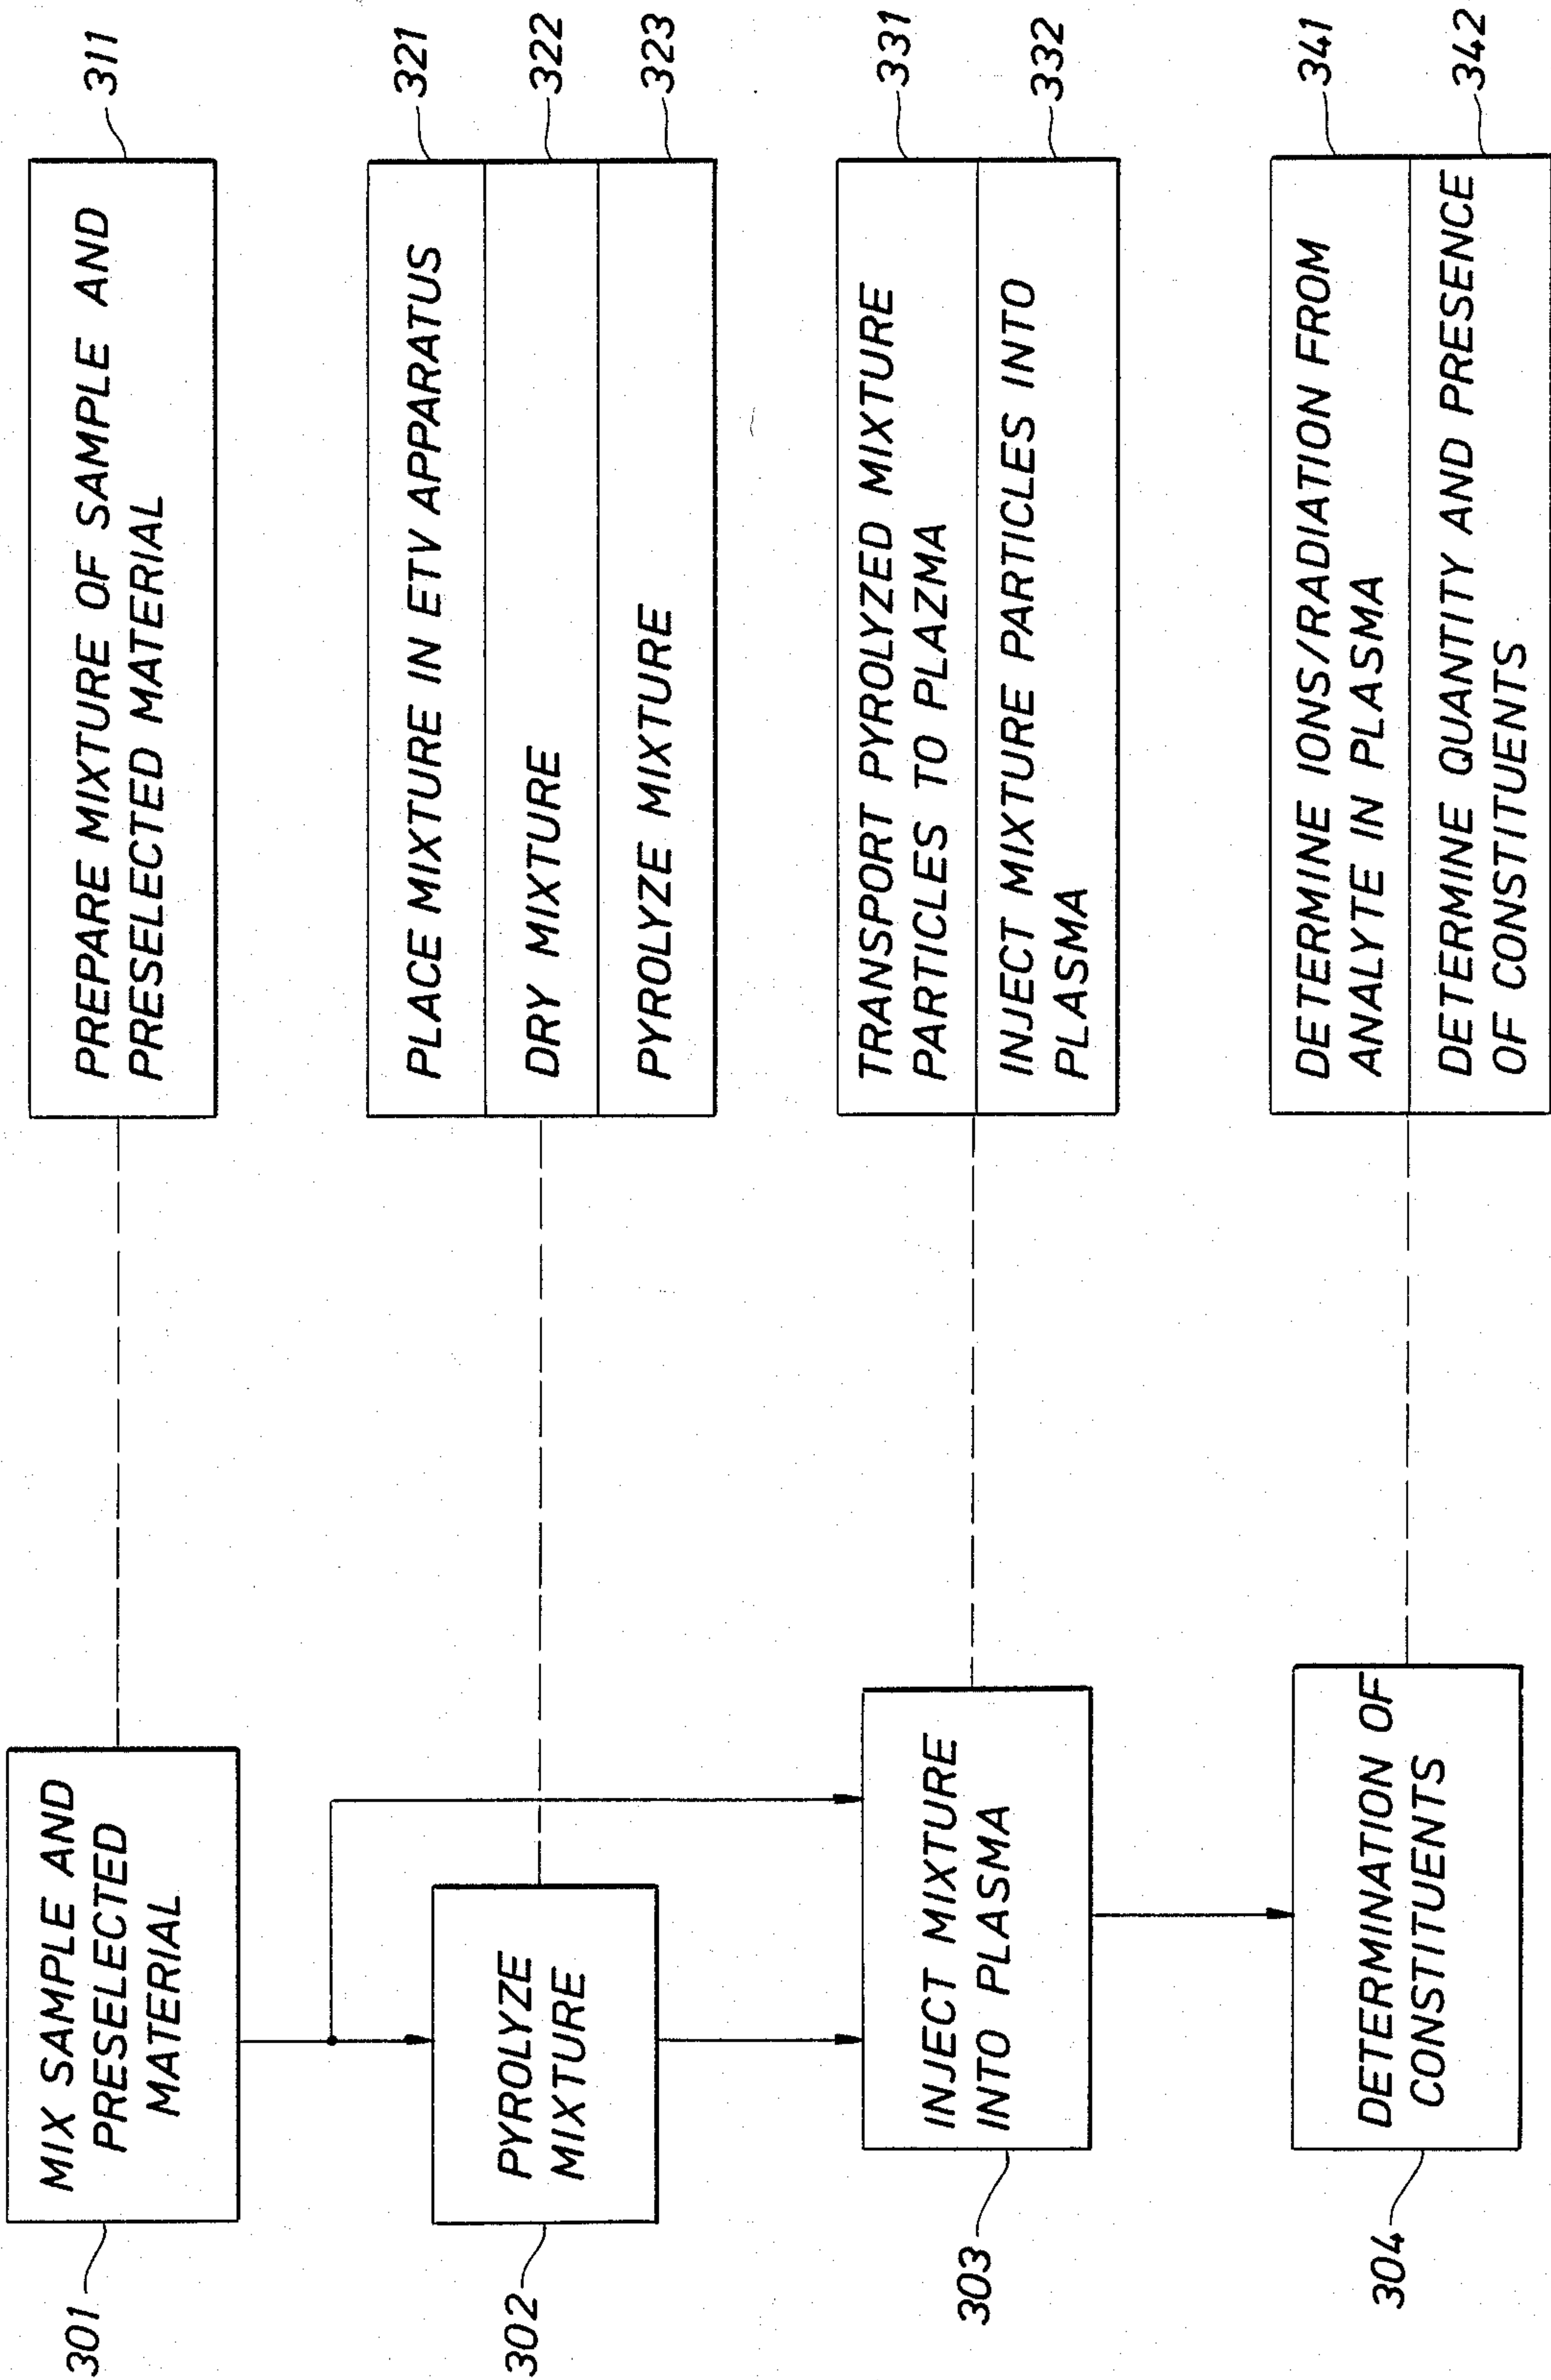 301
MIX SAMPLE AND
PRESELECTED
MATERIAL
PREPARE MIXTURE OF SAMPLE AND
PRESELECTED MATERIAL
311
302
PYROLYZE
MIXTURE
PLACE MIXTURE IN ETV APPARATUS
321
DRY MIXTURE
322
PYROLYZE MIXTURE
323
303
INJECT MIXTURE
INTO PLASMA
TRANSPORT PYROLYZED MIXTURE
PARTICLES TO PLAZMA
331
INJECT MIXTURE PARTICLES INTO
PLASMA
332
304
DETERMINATION OF
CONSTITUENTS
DETERMINE IONS/RADIATION FROM
ANALYTE IN PLASMA
341
DETERMINE QUANTITY AND PRESENCE
OF CONSTITUENTS
342